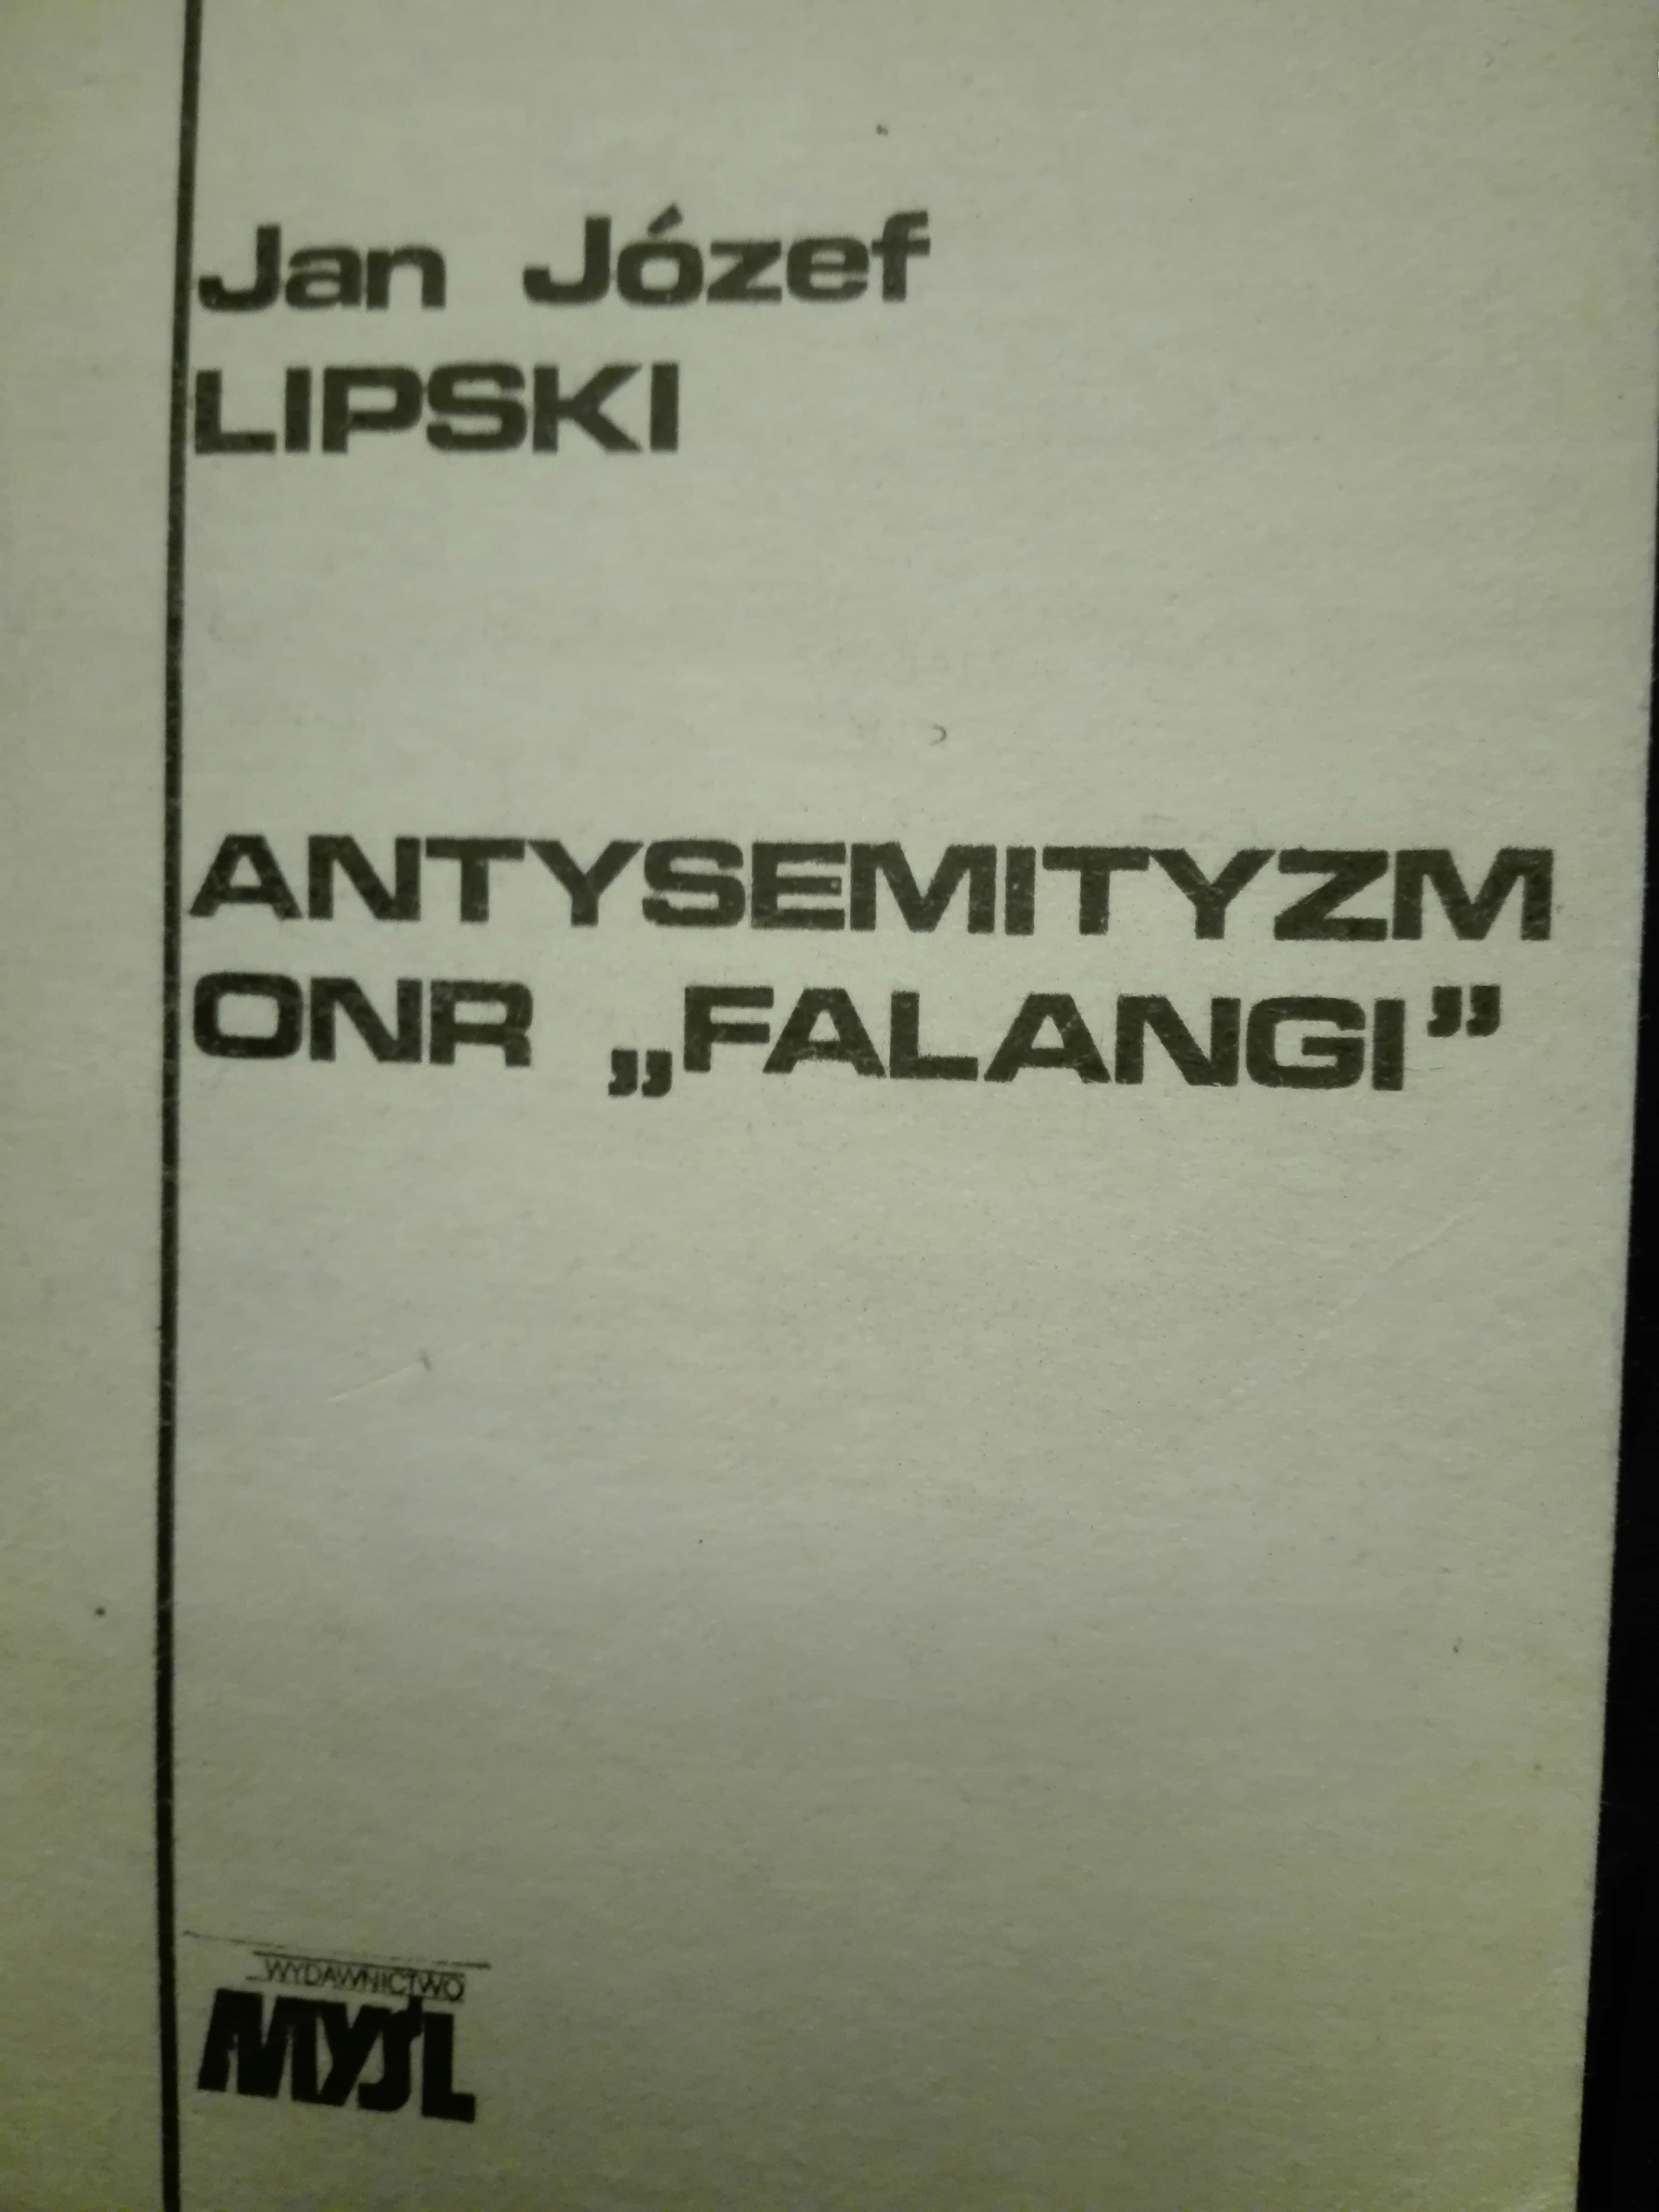 Jan Józef
LIPSKI
ANTYSEMITYZM
ONR „FALANGI”
WYDAWNICTWO
MYŚL